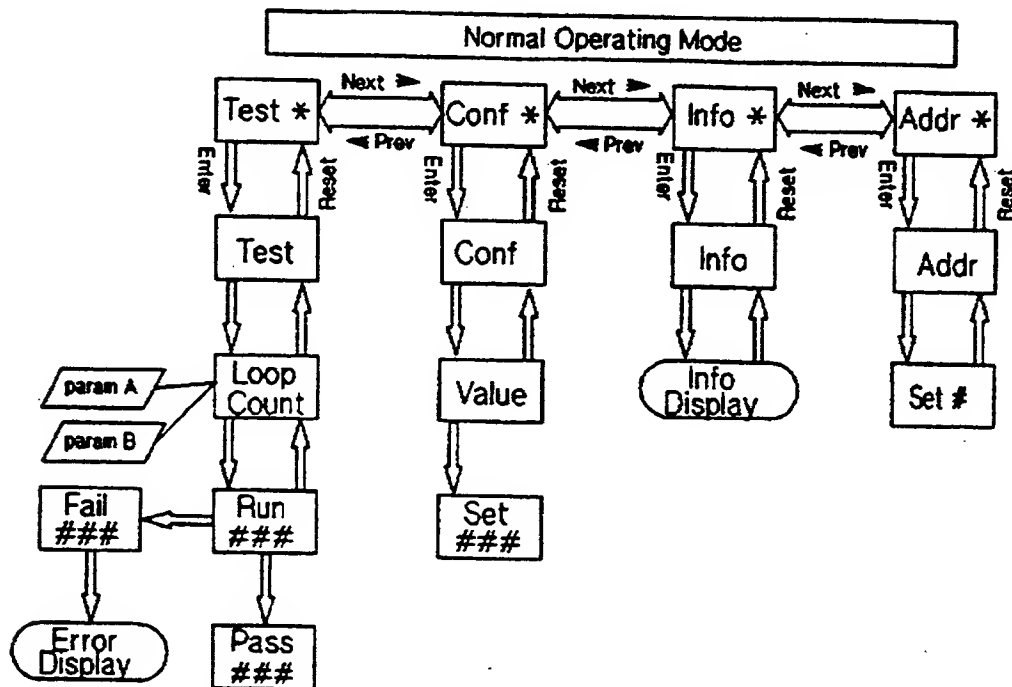 Normal Operating Mode
Next Next Next
Test * Conf * Info * Addr *
Prev Prev Prev
Enter Reset Enter Reset Enter Reset Enter Reset
Test Conf Info Addr
param A
Loop
Count
Value
Info
Display
Set #
param B
Fail
###
Run
###
Set
###
Error
Display
Pass
###